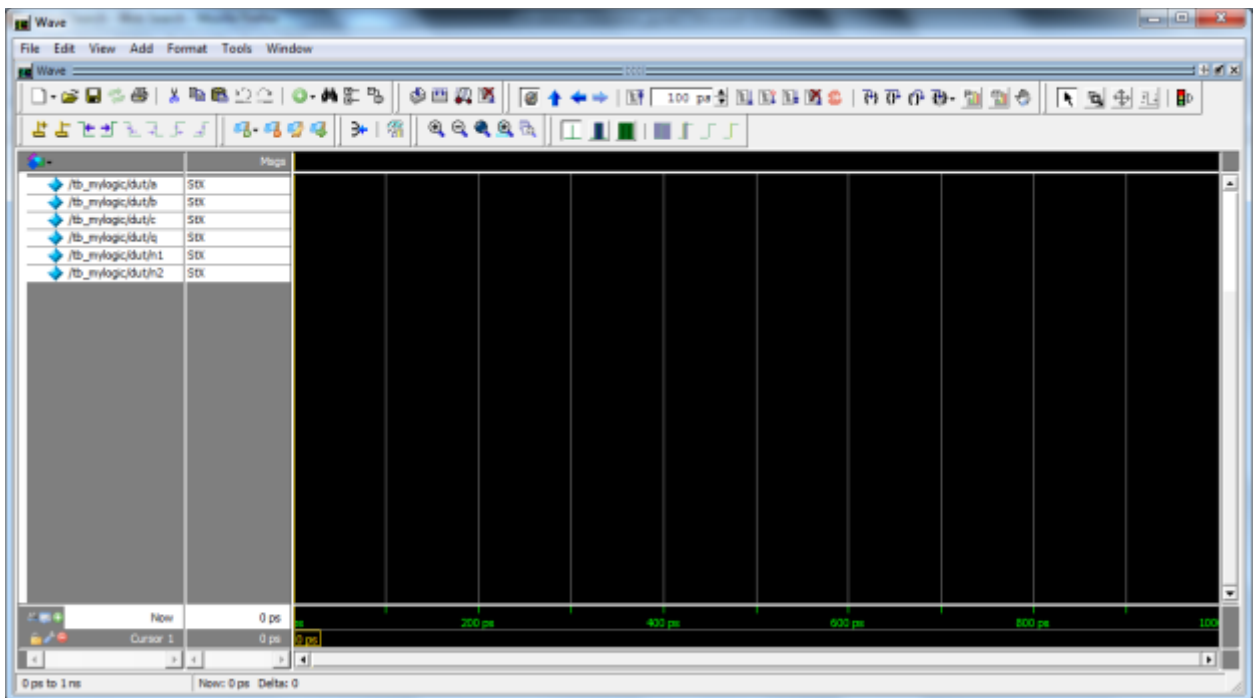 Wave
File Edit View Add Format Tools Window
Wave
100 ps
Msgs
/tb_mylogic/dut/a StX
/tb_mylogic/dut/b StX
/tb_mylogic/dut/c StX
/tb_mylogic/dut/q StX
/tb_mylogic/dut/n1 StX
/tb_mylogic/dut/n2 StX
Now 0 ps
200 ps 400 ps 600 ps 800 ps
Cursor 1 0 ps 0 ps
0 ps to 1 ns Now: 0 ps Delta: 0